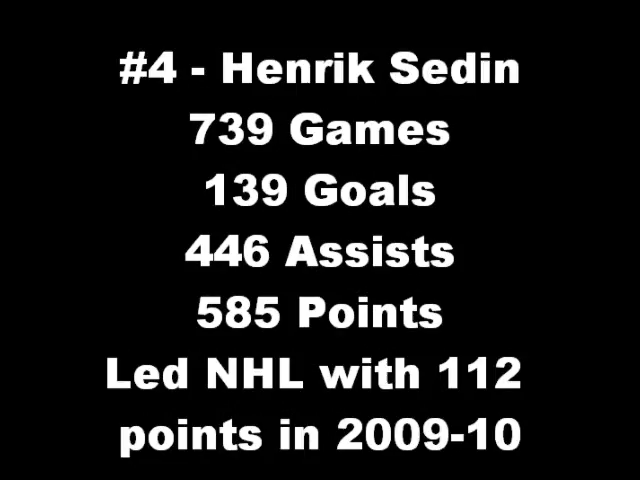 #4 - Henrik Sedin
739 Games
139 Goals
446 Assists
585 Points
Led NHL with 112
points in 2009-10